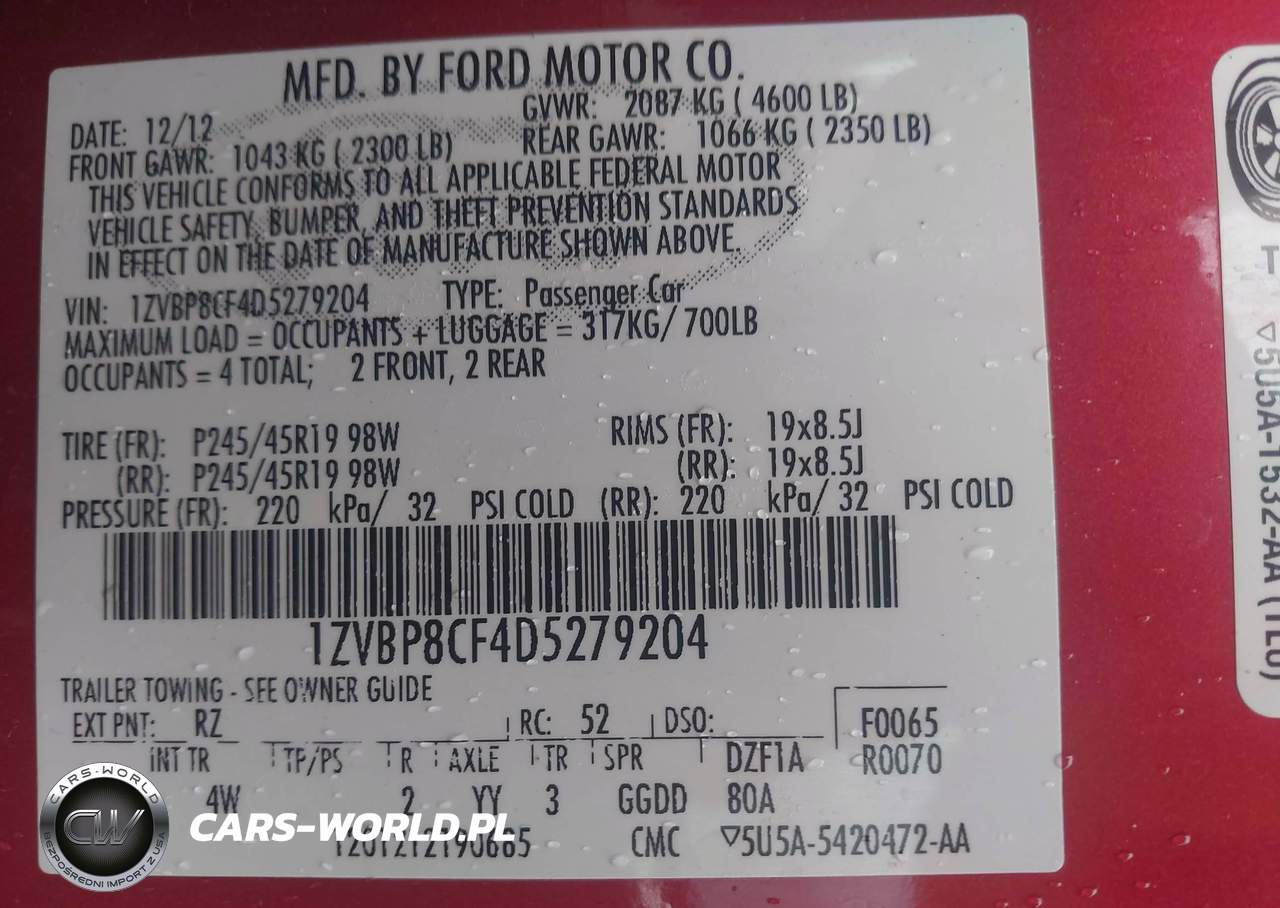 MFD. BY FORD MOTOR CO.
DATE: 12/12 GVWR: 2087 KG ( 4600 LB)
FRONT GAWR: 1043 KG ( 2300 LB) REAR GAWR: 1066 KG ( 2350 LB)
THIS VEHICLE CONFORMS TO ALL APPLICABLE FEDERAL MOTOR
VEHICLE SAFETY, BUMPER, AND THEFT PREVENTION STANDARDS
IN EFFECT ON THE DATE OF MANUFACTURE SHOWN ABOVE.
VIN: 1ZVBP8CF4D5279204 TYPE: Passenger Car
MAXIMUM LOAD = OCCUPANTS + LUGGAGE = 317KG/ 700LB
OCCUPANTS = 4 TOTAL; 2 FRONT, 2 REAR
TIRE (FR): P245/45R19 98W RIMS (FR): 19x8.5J
(RR): P245/45R19 98W (RR): 19x8.5J
PRESSURE (FR): 220 kPa/ 32 PSI COLD (RR): 220 kPa/ 32 PSI COLD
1ZVBP8CF4D5279204
TRAILER TOWING - SEE OWNER GUIDE
EXT PNT: RZ RC: 52 DSO: F0065
INT TR TP/PS R AXLE TR SPR DZF1A R0070
4W 2 YY 3 GGDD 80A
CMC ▽5U5A-5420472-AA
▽5U5A-1532-AA (TLU)
CARS-WORLD
CW
BEZPOŚREDNI IMPORT Z USA
CARS-WORLD.PL